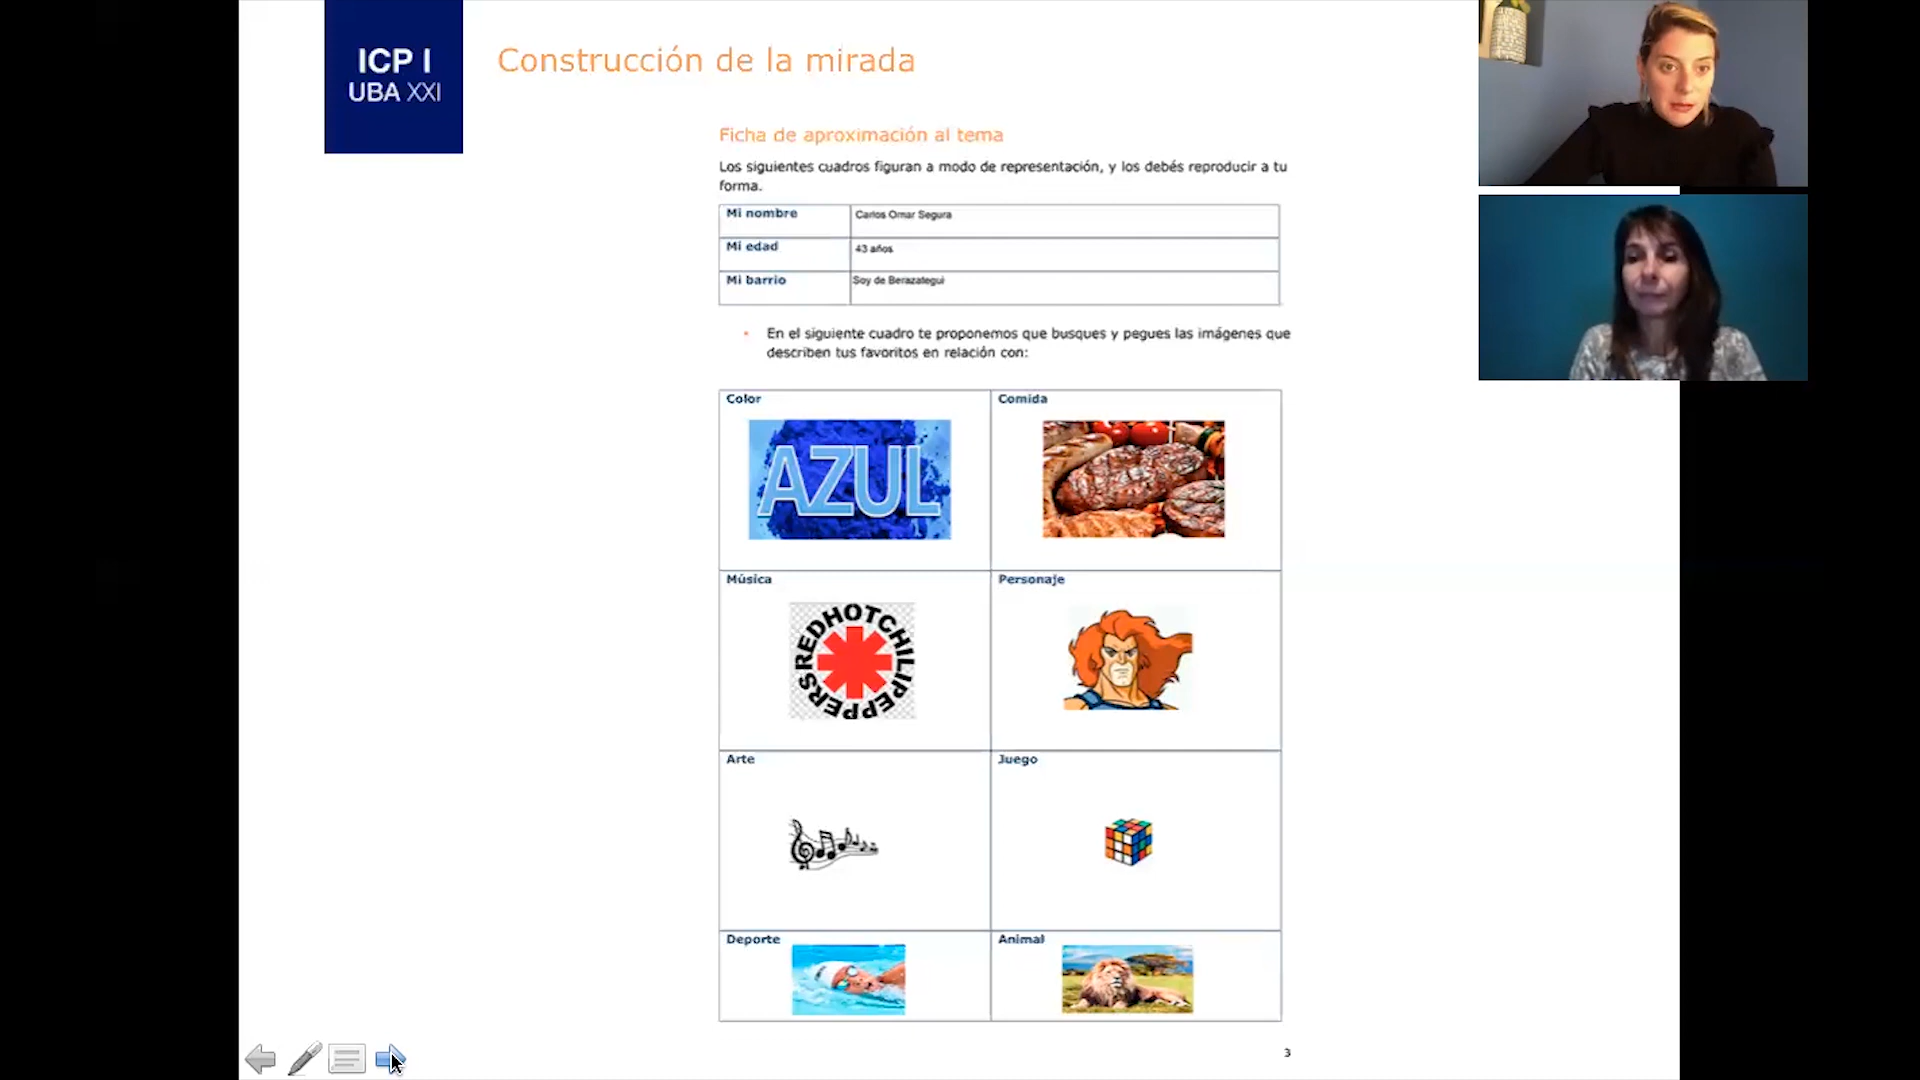 ICP I
UBA XXI
Construcción de la mirada
Ficha de aproximación al tema
Los siguientes cuadros figuran a modo de representación, y los debés reproducir a tu
forma.
Mi nombre Carlos Omar Segura
Mi edad 43 años
Mi barrio Soy de Berazategui
• En el siguiente cuadro te proponemos que busques y pegues las imágenes que
describen tus favoritos en relación con:
Color Comida
AZUL
Música Personaje
REDHOTCHILIPEPPERS
Arte Juego
Deporte Animal
3